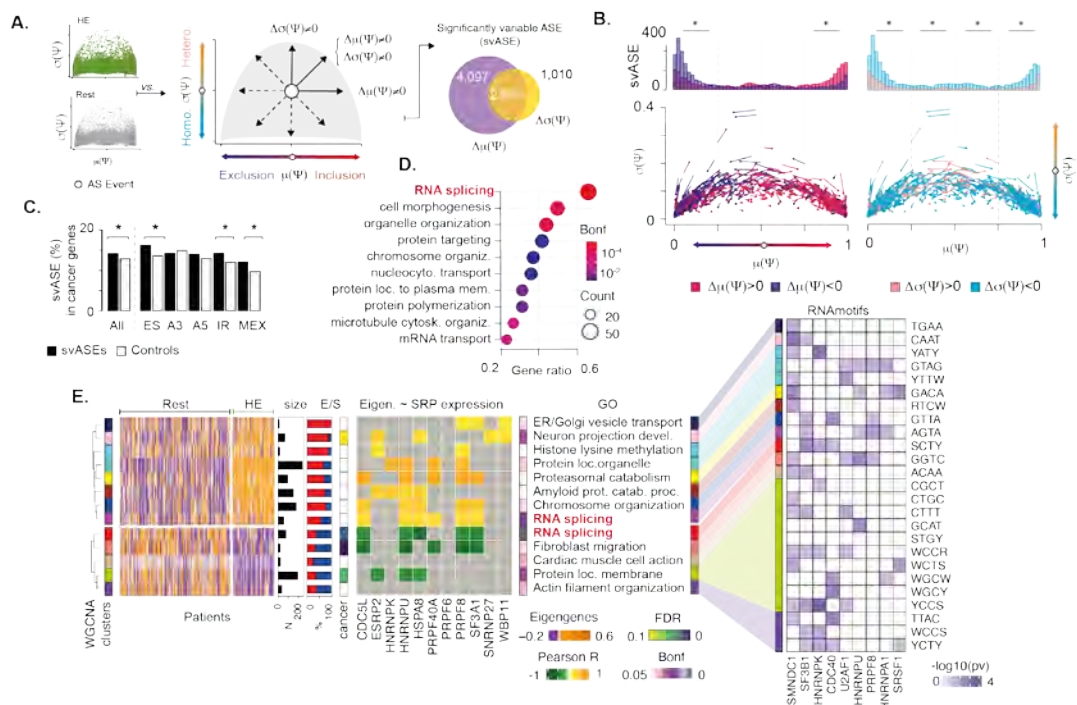 A.
HE
σ(Ψ)
Rest
σ(Ψ)
μ(Ψ)
AS Event
vs.
Homo σ(Ψ) Hetero
Δσ(Ψ)≠0
Δμ(Ψ)≠0
Δσ(Ψ)≠0
Δμ(Ψ)≠0
Exclusion μ(Ψ) Inclusion
Significantly variable ASE
(svASE)
4,097
1,010
Δσ(Ψ)
Δμ(Ψ)
B.
svASE
400
0
* * * * * *
0.4
σ(Ψ)
0.2
0
0 1 0 1
μ(Ψ) μ(Ψ)
σ(Ψ)
Δμ(Ψ)>0 Δμ(Ψ)<0 Δσ(Ψ)>0 Δσ(Ψ)<0
C.
svASE (%)
in cancer genes
20
10
0
* * * *
All ES A3 A5 IR MEX
svASEs Controls
D.
RNA splicing
cell morphogenesis
organelle organization
protein targeting
chromosome organiz.
nucleocyto. transport
protein loc. to plasma mem.
protein polymerization
microtubule cytosk. organiz.
mRNA transport
0.2 0.6
Gene ratio
Bonf
10-4
10-2
Count
20
50
E.
Rest HE size E/S Eigen. ~ SRP expression GO
ER/Golgi vesicle transport
Neuron projection devel.
Histone lysine methylation
Protein loc.organelle
Proteasomal catabolism
Amyloid prot. catab. proc.
Chromosome organization
RNA splicing
RNA splicing
Fibroblast migration
Cardiac muscle cell action
Protein loc. membrane
Actin filament organization
WGCNA
clusters
Patients
0 200
N
0 100
%
cancer
CDC5L
ESRP2
HNRNPK
HNRNPU
HSPA8
PRPF40A
PRPF6
PRPF8
SF3A1
SNRNP27
WBP11
Eigengenes
-0.2 0.6
FDR
0.1 0
Pearson R
-1 1
Bonf
0.05 0
RNAmotifs
TGAA
CAAT
YATY
GTAG
YTTW
GACA
RTCW
GTTA
AGTA
SCTY
GGTC
ACAA
CGCT
CTGC
CTTT
GCAT
STGY
WCCR
WCTS
WGCW
WGCY
YCCS
TTAC
WCCS
YCTY
SMNDC1
SF3B1
HNRNPK
CDC40
U2AF1
HNRNPU
PRPF8
HNRNPA1
SRSF1
-log10(pv)
0 4